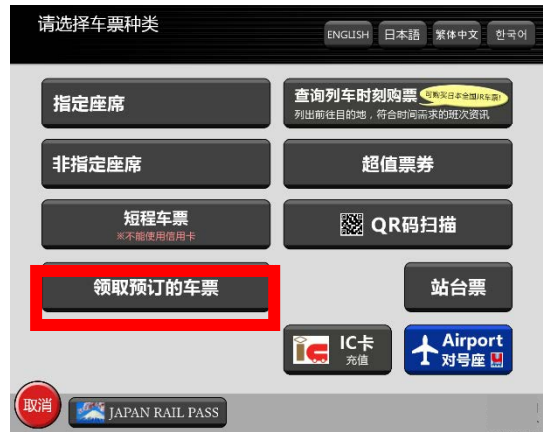 请选择车票种类
ENGLISH 日本語 繁体中文 한국어
指定座席
查询列车时刻购票 可购买日本全国JR车票!
列出前往目的地，符合时间需求的班次资讯
非指定座席
超值票券
短程车票
※不能使用信用卡
QR码扫描
领取预订的车票
站台票
IC卡
充值
Airport
对号座
取消
JAPAN RAIL PASS